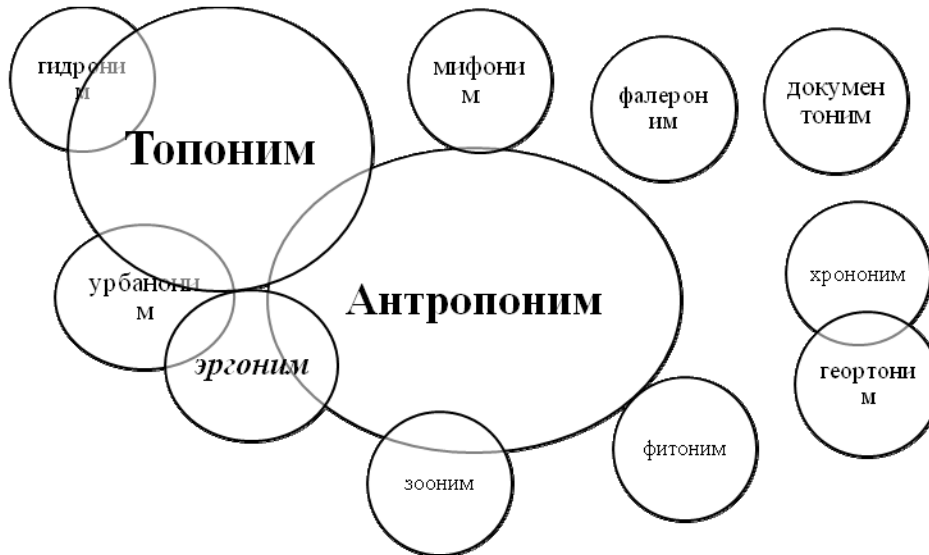 гидрони
м
Топоним
мифони
м
фалерон
им
докумен
тоним
урбанони
м
эргоним
Антропоним
хрононим
геортони
м
зооним
фитоним